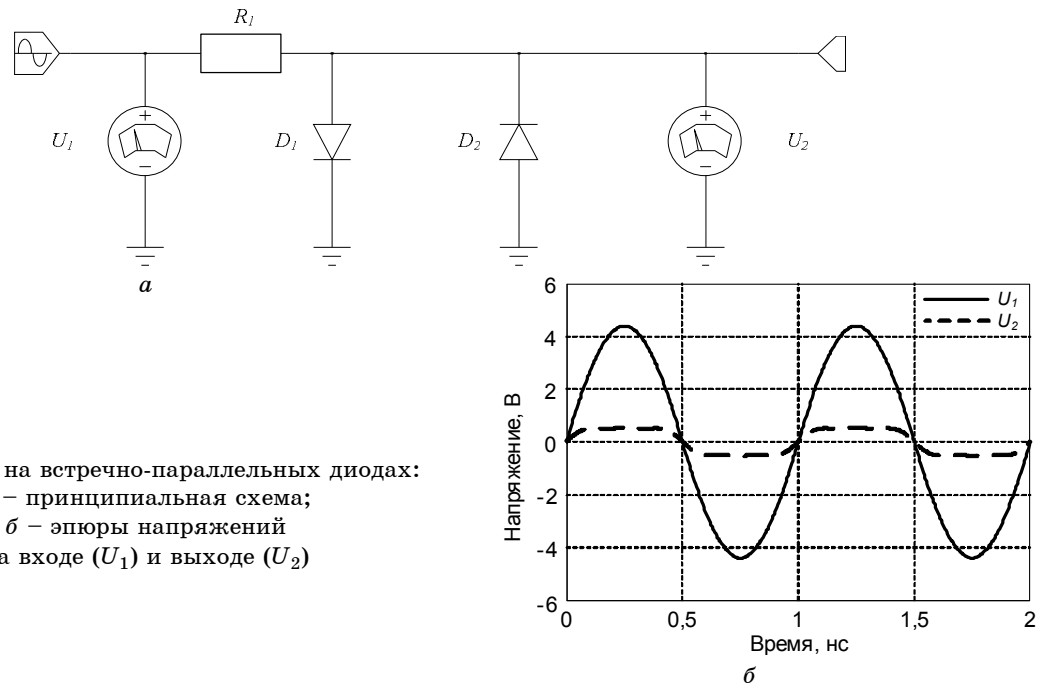 R1
U1
D1
D2
U2
+
−
+
−
а
6
4
2
0
-2
-4
-6
Напряжение, В
U1
U2
0
0,5
1
1,5
2
Время, нс
б
на встречно-параллельных диодах:
– принципиальная схема;
б – эпюры напряжений
а входе (U1) и выходе (U2)